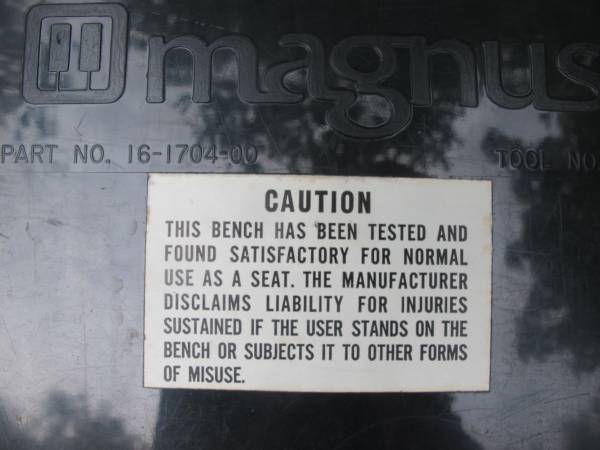 magnus
PART NO. 16-1704-00
TOOL NO.
CAUTION
THIS BENCH HAS BEEN TESTED AND
FOUND SATISFACTORY FOR NORMAL
USE AS A SEAT. THE MANUFACTURER
DISCLAIMS LIABILITY FOR INJURIES
SUSTAINED IF THE USER STANDS ON THE
BENCH OR SUBJECTS IT TO OTHER FORMS
OF MISUSE.